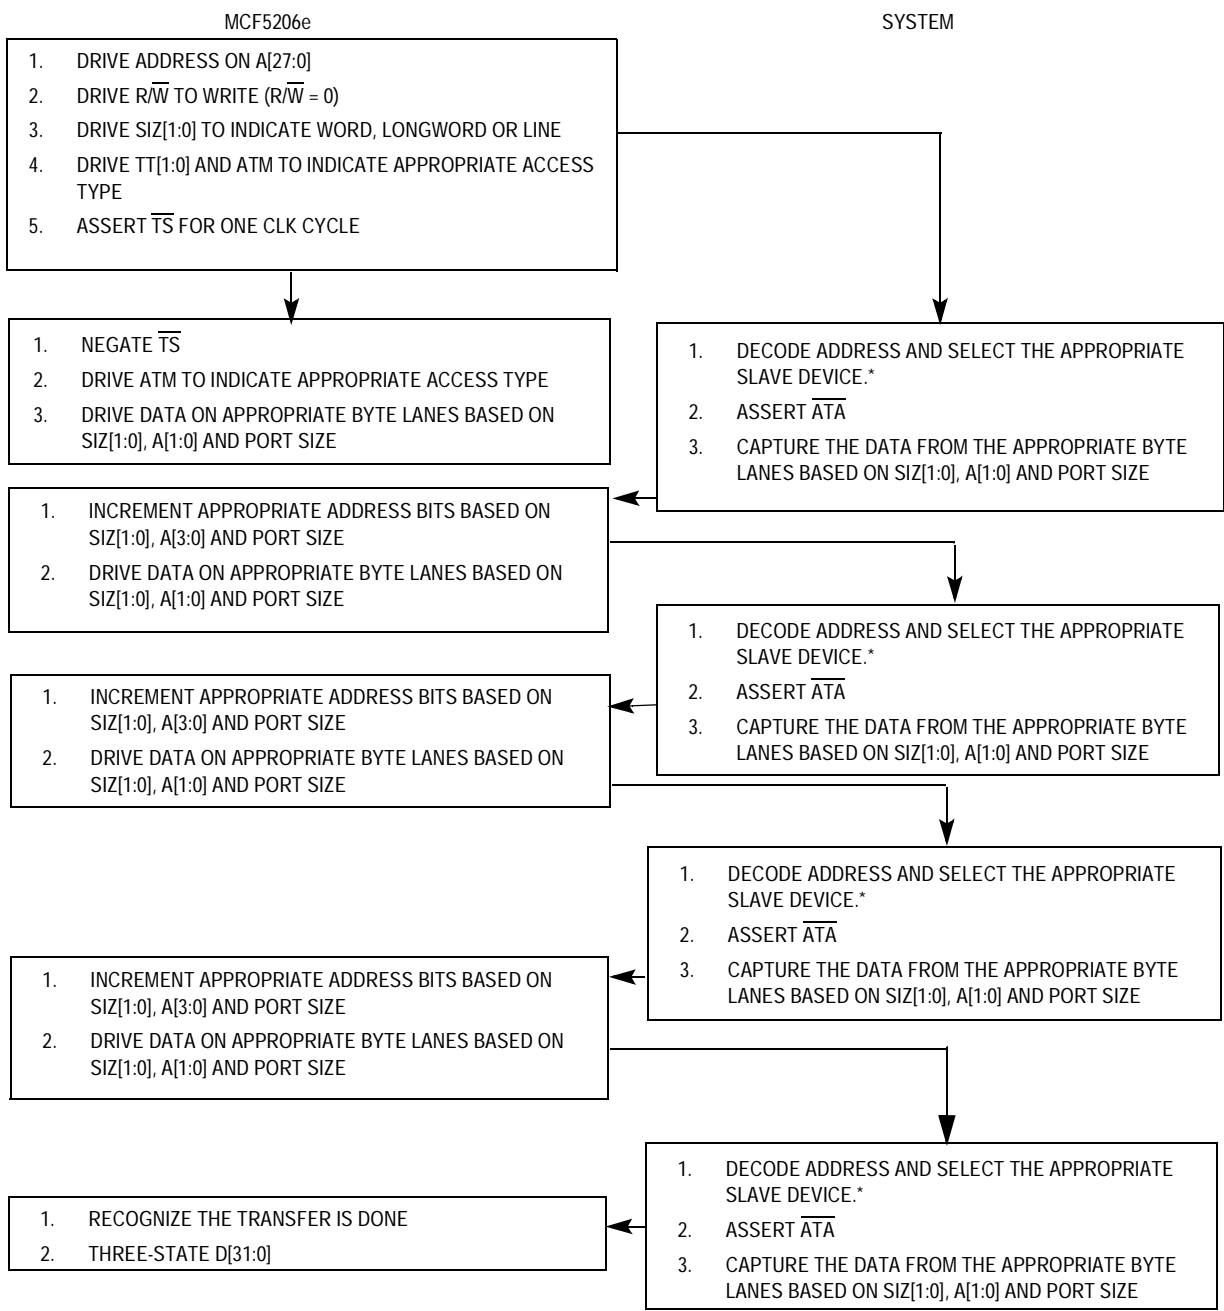 MCF5206e
SYSTEM
1. DRIVE ADDRESS ON A[27:0]
2. DRIVE R/W̅ TO WRITE (R/W̅ = 0)
3. DRIVE SIZ[1:0] TO INDICATE WORD, LONGWORD OR LINE
4. DRIVE TT[1:0] AND ATM TO INDICATE APPROPRIATE ACCESS
TYPE
5. ASSERT T̅S̅ FOR ONE CLK CYCLE
1. NEGATE T̅S̅
2. DRIVE ATM TO INDICATE APPROPRIATE ACCESS TYPE
3. DRIVE DATA ON APPROPRIATE BYTE LANES BASED ON
SIZ[1:0], A[1:0] AND PORT SIZE
1. DECODE ADDRESS AND SELECT THE APPROPRIATE
SLAVE DEVICE.*
2. ASSERT A̅T̅A̅
3. CAPTURE THE DATA FROM THE APPROPRIATE BYTE
LANES BASED ON SIZ[1:0], A[1:0] AND PORT SIZE
1. INCREMENT APPROPRIATE ADDRESS BITS BASED ON
SIZ[1:0], A[3:0] AND PORT SIZE
2. DRIVE DATA ON APPROPRIATE BYTE LANES BASED ON
SIZ[1:0], A[1:0] AND PORT SIZE
1. DECODE ADDRESS AND SELECT THE APPROPRIATE
SLAVE DEVICE.*
2. ASSERT A̅T̅A̅
3. CAPTURE THE DATA FROM THE APPROPRIATE BYTE
LANES BASED ON SIZ[1:0], A[1:0] AND PORT SIZE
1. INCREMENT APPROPRIATE ADDRESS BITS BASED ON
SIZ[1:0], A[3:0] AND PORT SIZE
2. DRIVE DATA ON APPROPRIATE BYTE LANES BASED ON
SIZ[1:0], A[1:0] AND PORT SIZE
1. DECODE ADDRESS AND SELECT THE APPROPRIATE
SLAVE DEVICE.*
2. ASSERT A̅T̅A̅
3. CAPTURE THE DATA FROM THE APPROPRIATE BYTE
LANES BASED ON SIZ[1:0], A[1:0] AND PORT SIZE
1. INCREMENT APPROPRIATE ADDRESS BITS BASED ON
SIZ[1:0], A[3:0] AND PORT SIZE
2. DRIVE DATA ON APPROPRIATE BYTE LANES BASED ON
SIZ[1:0], A[1:0] AND PORT SIZE
1. DECODE ADDRESS AND SELECT THE APPROPRIATE
SLAVE DEVICE.*
2. ASSERT A̅T̅A̅
3. CAPTURE THE DATA FROM THE APPROPRIATE BYTE
LANES BASED ON SIZ[1:0], A[1:0] AND PORT SIZE
1. RECOGNIZE THE TRANSFER IS DONE
2. THREE-STATE D[31:0]